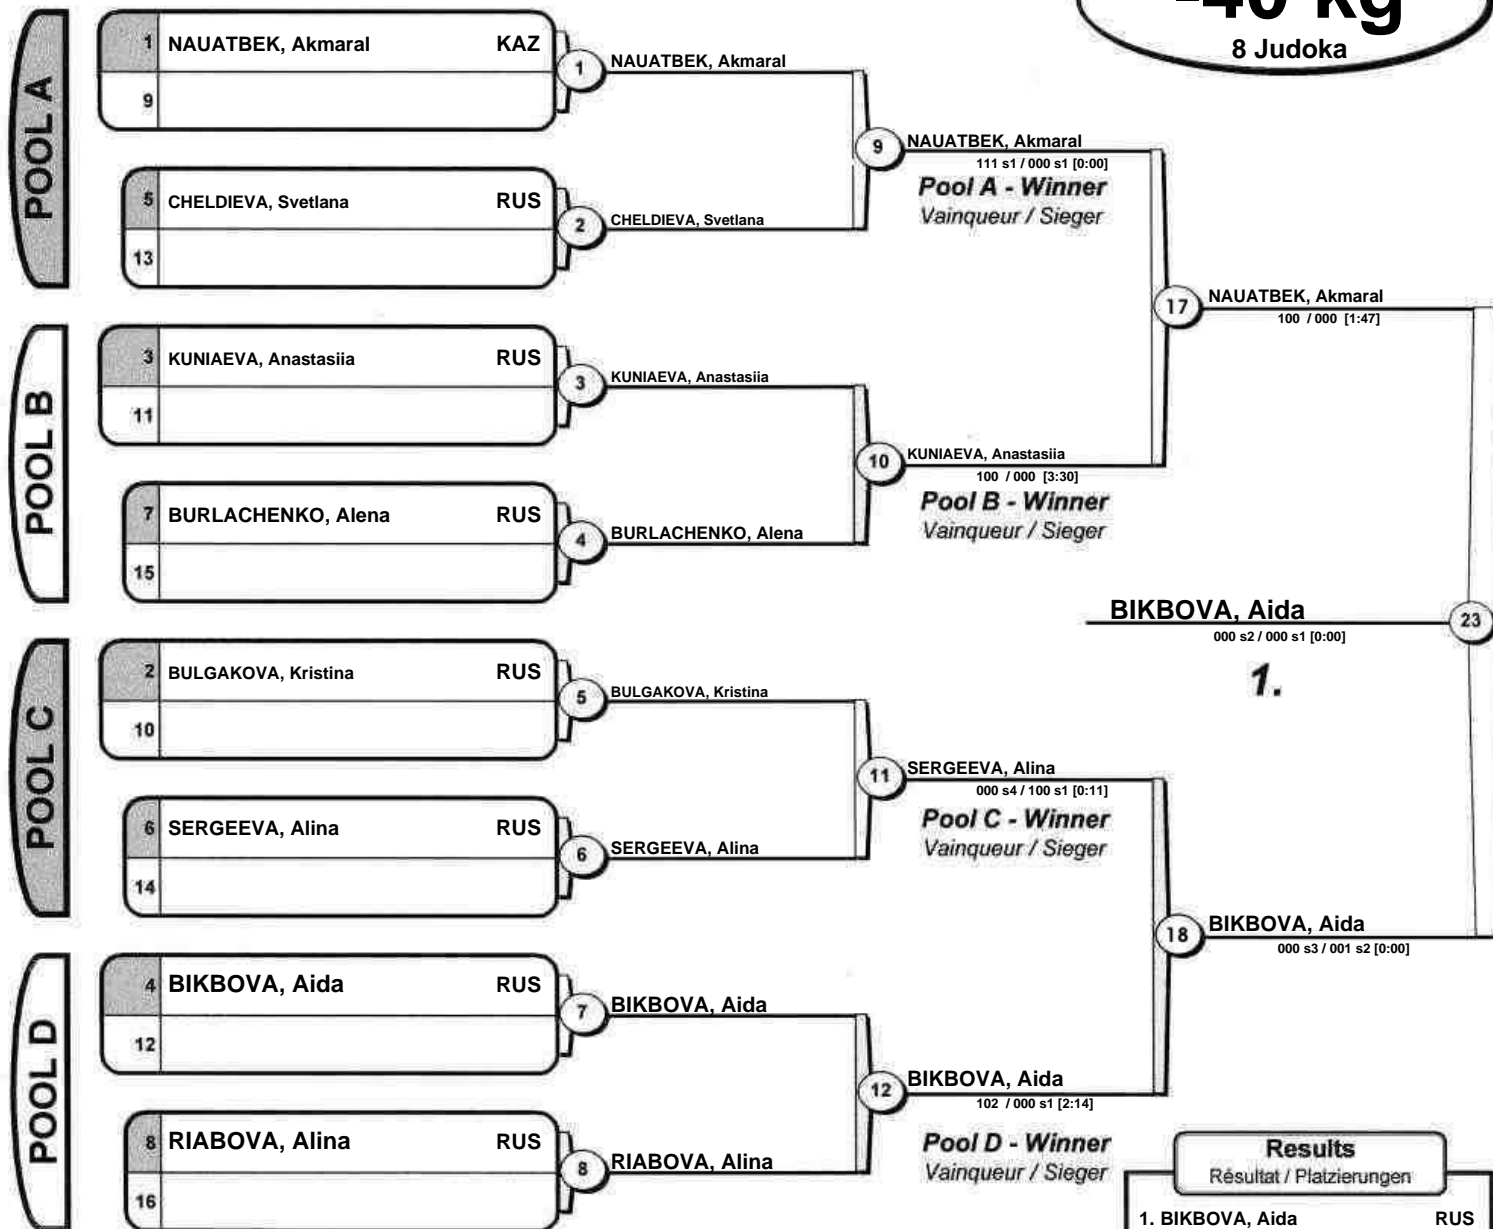 -40 kg
8 Judoka
POOL A
1 NAUATBEK, Akmaral KAZ
9
1 NAUATBEK, Akmaral
5 CHELDIEVA, Svetlana RUS
13
2 CHELDIEVA, Svetlana
9 NAUATBEK, Akmaral
111 s1 / 000 s1 [0:00]
Pool A - Winner
Vainqueur / Sieger
POOL B
3 KUNIAEVA, Anastasiia RUS
11
3 KUNIAEVA, Anastasiia
7 BURLACHENKO, Alena RUS
15
4 BURLACHENKO, Alena
10 KUNIAEVA, Anastasiia
100 / 000 [3:30]
Pool B - Winner
Vainqueur / Sieger
17 NAUATBEK, Akmaral
100 / 000 [1:47]
BIKBOVA, Aida 23
000 s2 / 000 s1 [0:00]
1.
POOL C
2 BULGAKOVA, Kristina RUS
10
5 BULGAKOVA, Kristina
6 SERGEEVA, Alina RUS
14
6 SERGEEVA, Alina
11 SERGEEVA, Alina
000 s4 / 100 s1 [0:11]
Pool C - Winner
Vainqueur / Sieger
POOL D
4 BIKBOVA, Aida RUS
12
7 BIKBOVA, Aida
8 RIABOVA, Alina RUS
16
8 RIABOVA, Alina
12 BIKBOVA, Aida
102 / 000 s1 [2:14]
Pool D - Winner
Vainqueur / Sieger
18 BIKBOVA, Aida
000 s3 / 001 s2 [0:00]
Results
Résultat / Platzierungen
1. BIKBOVA, Aida RUS